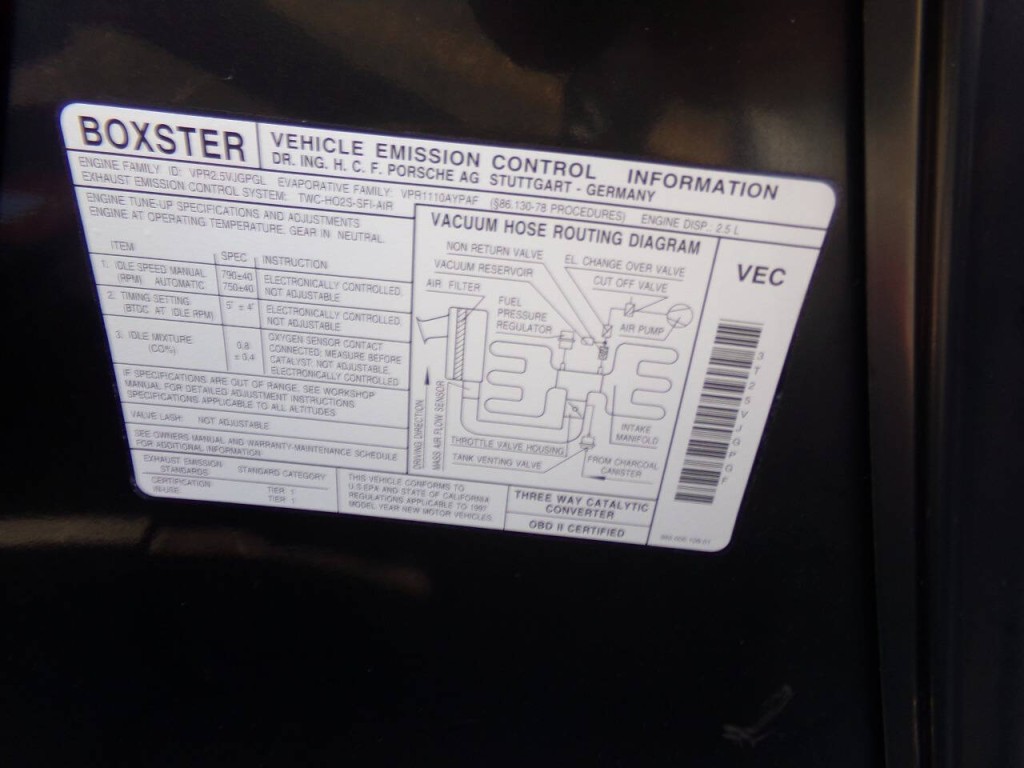 BOXSTER
VEHICLE EMISSION CONTROL INFORMATION
DR. ING. H. C. F. PORSCHE AG STUTTGART - GERMANY
ENGINE FAMILY ID: VPR2.5VJGPGL EVAPORATIVE FAMILY: VPR1110AYPAF (§86.130-78 PROCEDURES) ENGINE DISP.: 2.5 L
EXHAUST EMISSION CONTROL SYSTEM: TWC-HO2S-SFI-AIR
ENGINE TUNE-UP SPECIFICATIONS AND ADJUSTMENTS
ENGINE AT OPERATING TEMPERATURE, GEAR IN NEUTRAL
ITEM SPEC INSTRUCTION
1. IDLE SPEED MANUAL 790±40 ELECTRONICALLY CONTROLLED,
(RPM) AUTOMATIC 750±40 NOT ADJUSTABLE
2. TIMING SETTING 5° ± 4° ELECTRONICALLY CONTROLLED,
(BTDC AT IDLE RPM) NOT ADJUSTABLE
3. IDLE MIXTURE 0.8 OXYGEN SENSOR CONTACT
(CO%) ± 0.4 CONNECTED; MEASURE BEFORE
CATALYST: NOT ADJUSTABLE.
ELECTRONICALLY CONTROLLED
IF SPECIFICATIONS ARE OUT OF RANGE, SEE WORKSHOP
MANUAL FOR DETAILED ADJUSTMENT INSTRUCTIONS.
SPECIFICATIONS APPLICABLE TO ALL ALTITUDES
VALVE LASH: NOT ADJUSTABLE
SEE OWNERS MANUAL AND WARRANTY-MAINTENANCE SCHEDULE
FOR ADDITIONAL INFORMATION
EXHAUST EMISSION STANDARD CATEGORY
STANDARDS:
CERTIFICATION: TIER 1
IN-USE: TIER 1
THIS VEHICLE CONFORMS TO
U.S.EPA AND STATE OF CALIFORNIA
REGULATIONS APPLICABLE TO 1997
MODEL YEAR NEW MOTOR VEHICLES.
VACUUM HOSE ROUTING DIAGRAM
NON RETURN VALVE
EL. CHANGE OVER VALVE
VACUUM RESERVOIR
CUT OFF VALVE
AIR FILTER
FUEL
PRESSURE
REGULATOR
AIR PUMP
DRIVING DIRECTION
MASS AIR FLOW SENSOR
INTAKE
MANIFOLD
THROTTLE VALVE HOUSING
TANK VENTING VALVE
FROM CHARCOAL
CANISTER
THREE WAY CATALYTIC
CONVERTER
OBD II CERTIFIED
VEC